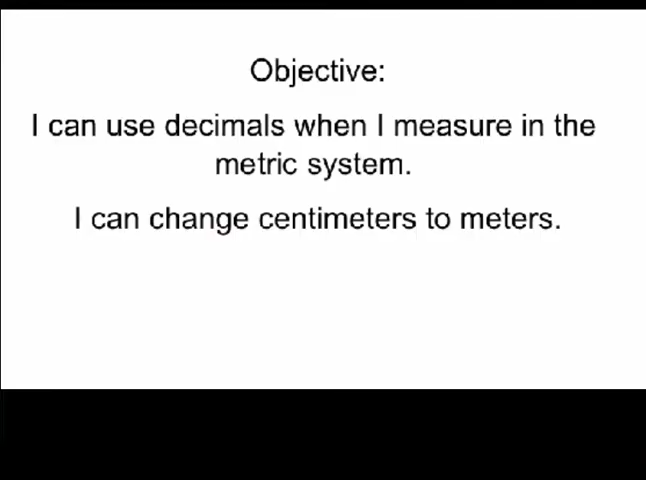 Objective:
I can use decimals when I measure in the
metric system.
I can change centimeters to meters.